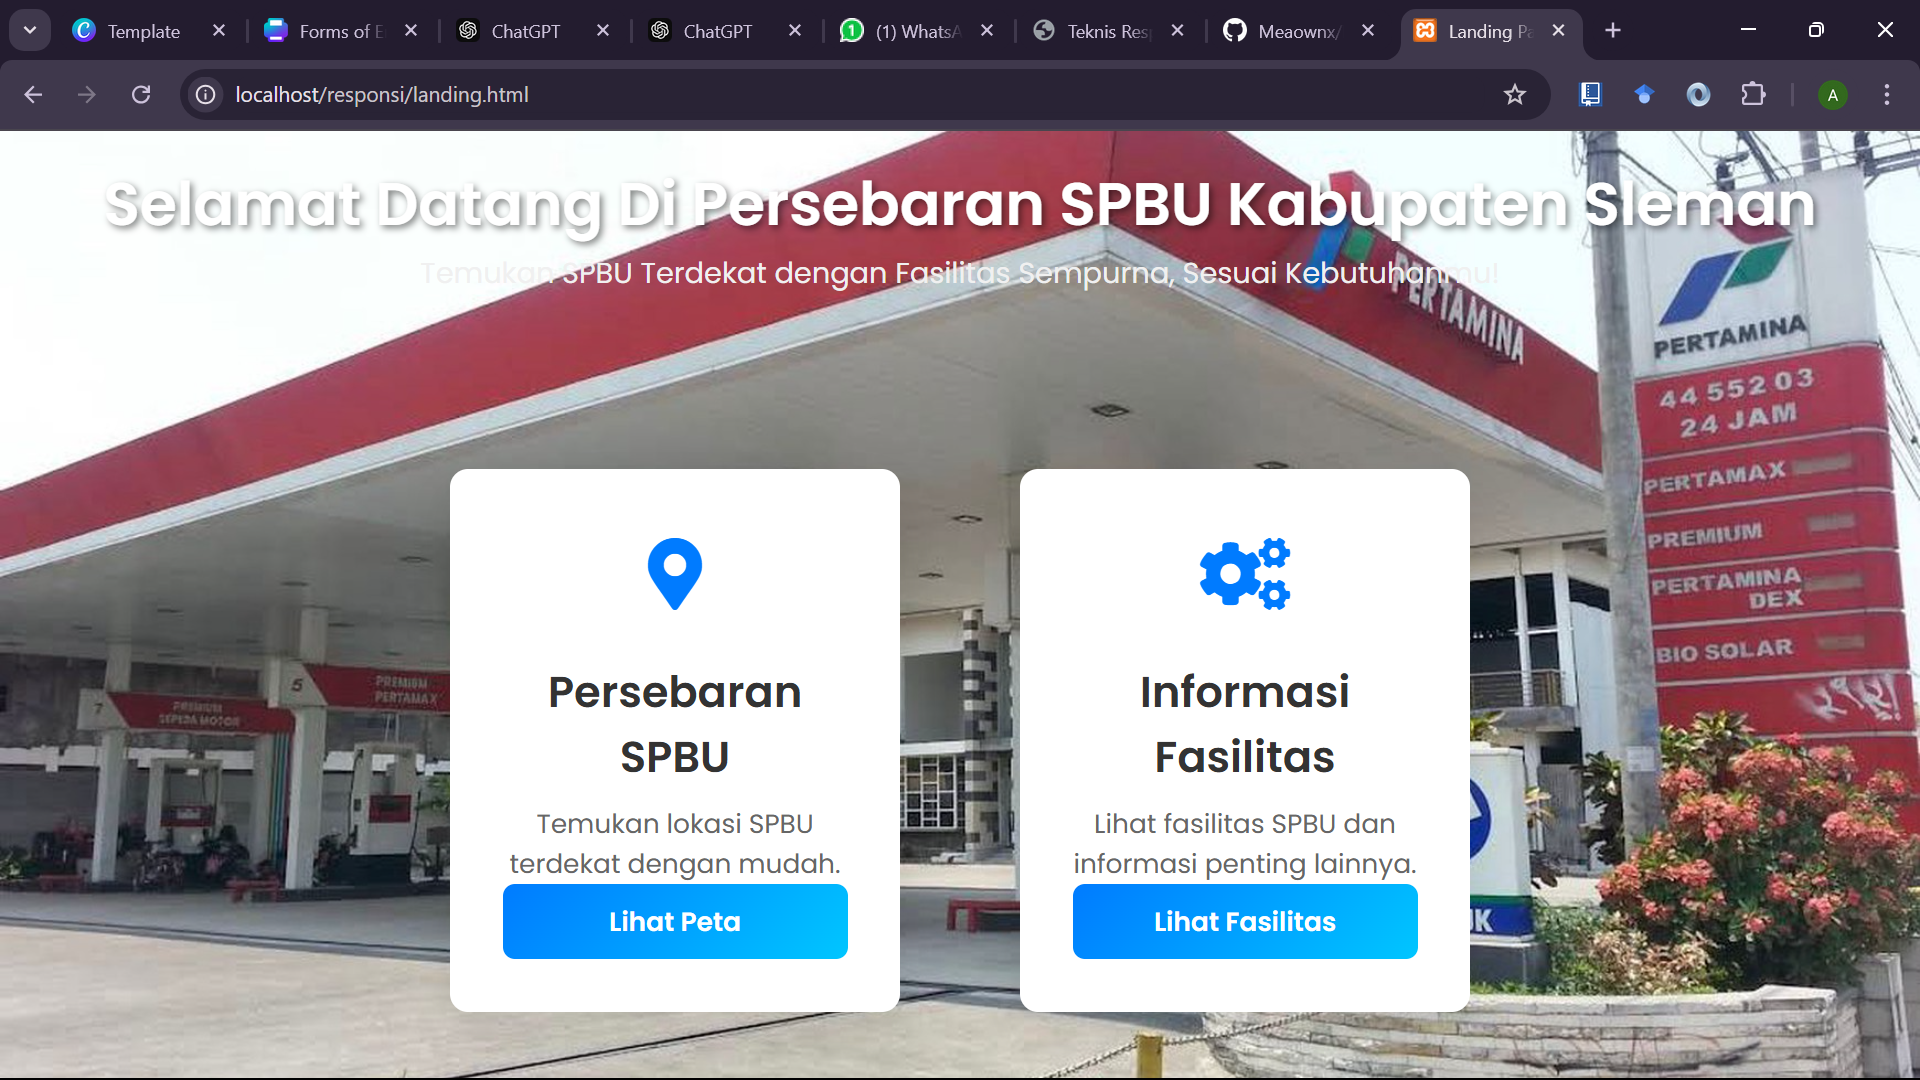 Template
Forms of E
ChatGPT
ChatGPT
(1) WhatsA
Teknis Resp
Meaownx/
Landing Pa
localhost/responsi/landing.html
A
Selamat Datang Di Persebaran SPBU Kabupaten Sleman
Temukan SPBU Terdekat dengan Fasilitas Sempurna, Sesuai Kebutuhanmu!
PERTAMINA
PERTAMINA
44 552 03
24 JAM
PERTAMAX
PREMIUM
PERTAMINA
DEX
BIO SOLAR
5
PREMIUM
PERTAMAX
7
PREMIUM
SEPEDA MOTOR
Persebaran
SPBU
Temukan lokasi SPBU
terdekat dengan mudah.
Lihat Peta
Informasi
Fasilitas
Lihat fasilitas SPBU dan
informasi penting lainnya.
Lihat Fasilitas